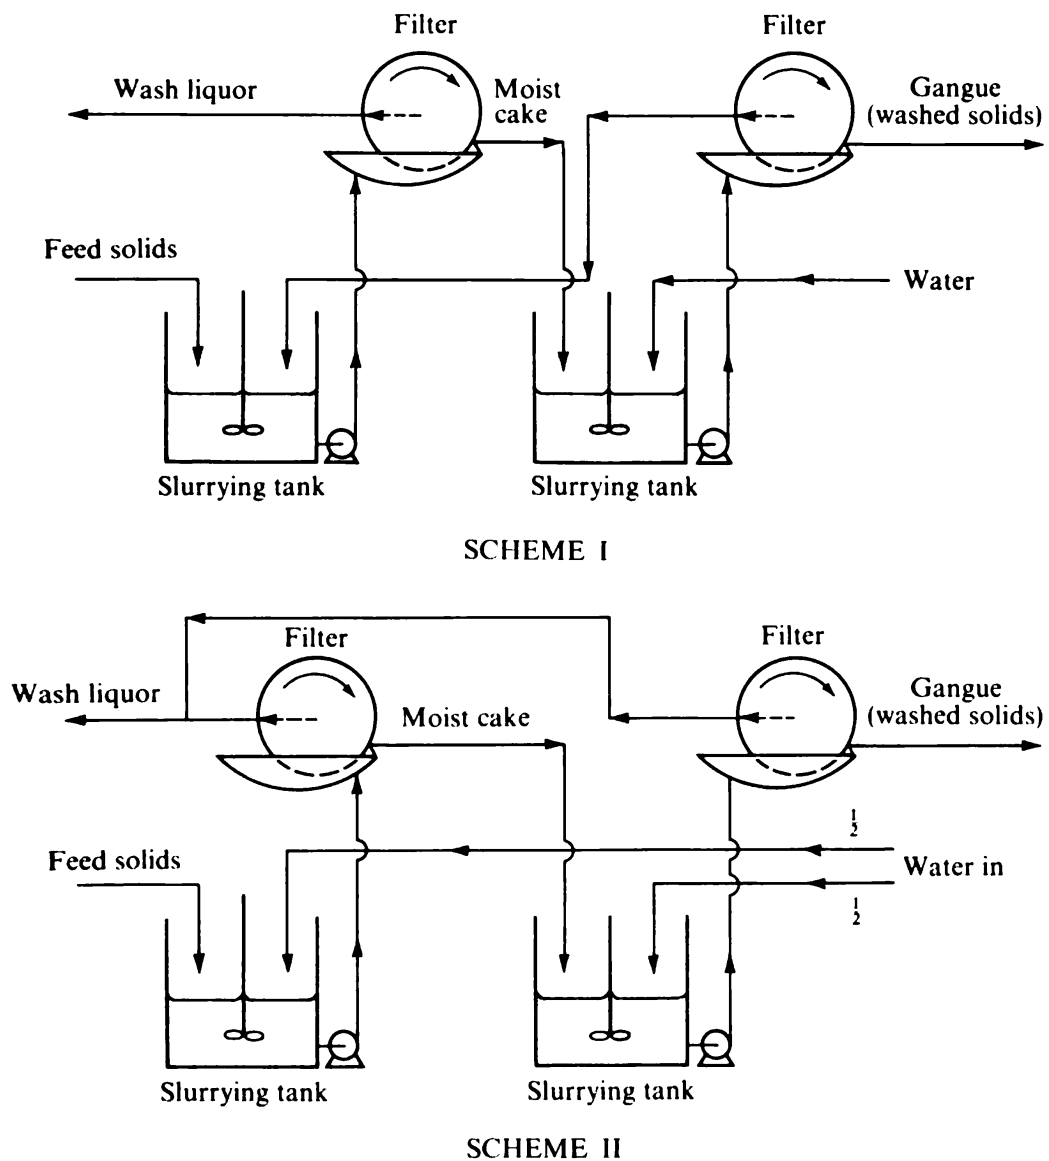 Filter
Filter
Wash liquor
Moist
cake
Gangue
(washed solids)
Feed solids
Water
Slurrying tank
Slurrying tank
SCHEME I
Filter
Filter
Wash liquor
Moist cake
Gangue
(washed solids)
1/2
Feed solids
Water in
1/2
Slurrying tank
Slurrying tank
SCHEME II